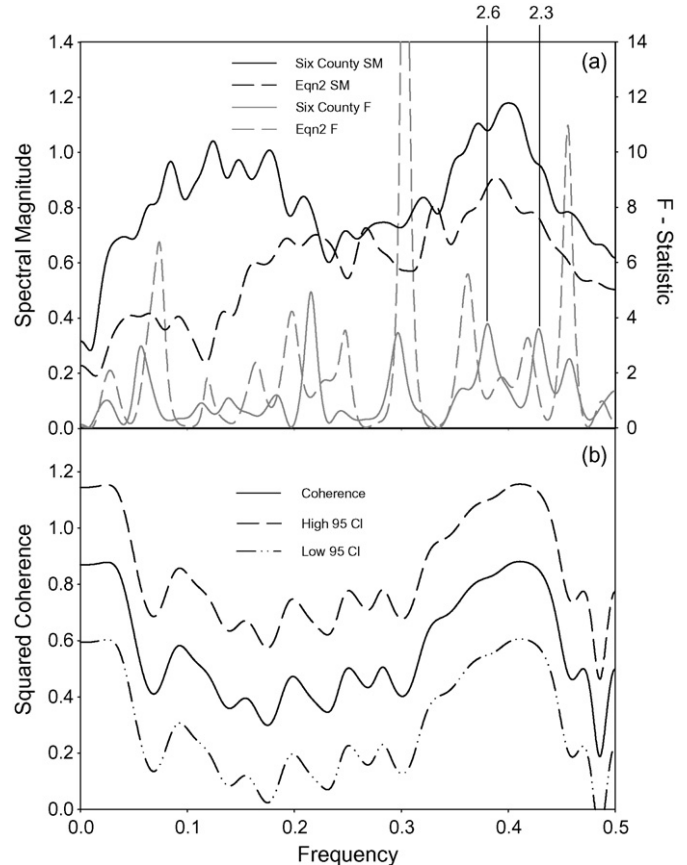 2.6 2.3
1.4 14
(a)
Six County SM
Eqn2 SM
Six County F
Eqn2 F
1.2 12
1.0 10
0.8 8
0.6 6
0.4 4
0.2 2
0.0 0
Spectral Magnitude
F - Statistic
(b)
1.2
Coherence
High 95 CI
Low 95 CI
1.0
0.8
0.6
0.4
0.2
0.0
Squared Coherence
0.0 0.1 0.2 0.3 0.4 0.5
Frequency